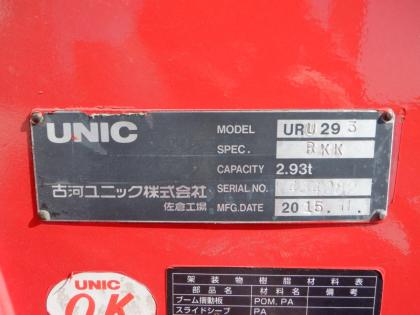 UNIC
MODEL URU293
SPEC. RKK
CAPACITY 2.93t
SERIAL NO.
MFG.DATE 2015. 11.
古河ユニック株式会社
佐倉工場
UNIC
OK
架装物樹脂材料表
部品名 材料名 備考
ブーム摺動板 POM, PA
スライドシーブ PA